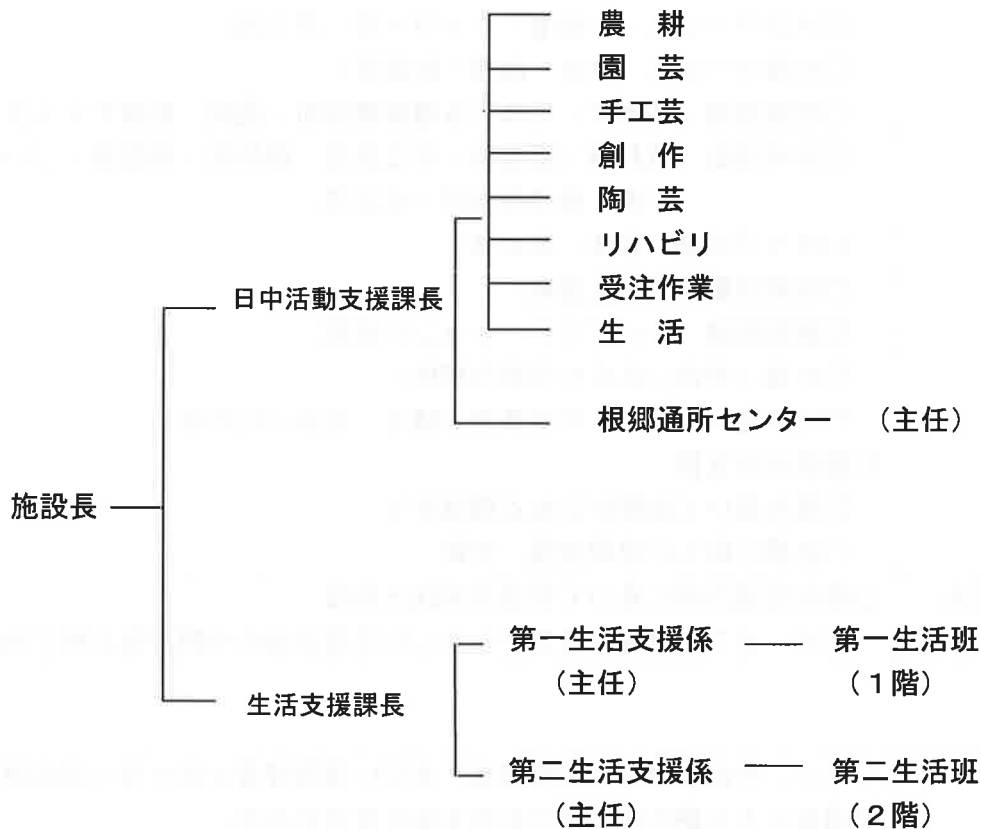 農　耕
園　芸
手工芸
創　作
陶　芸
リハビリ
受注作業
生　活
日中活動支援課長
根郷通所センター　（主任）
施設長
第一生活支援係　第一生活班
（主任）　（１階）
生活支援課長
第二生活支援係　第二生活班
（主任）　（２階）